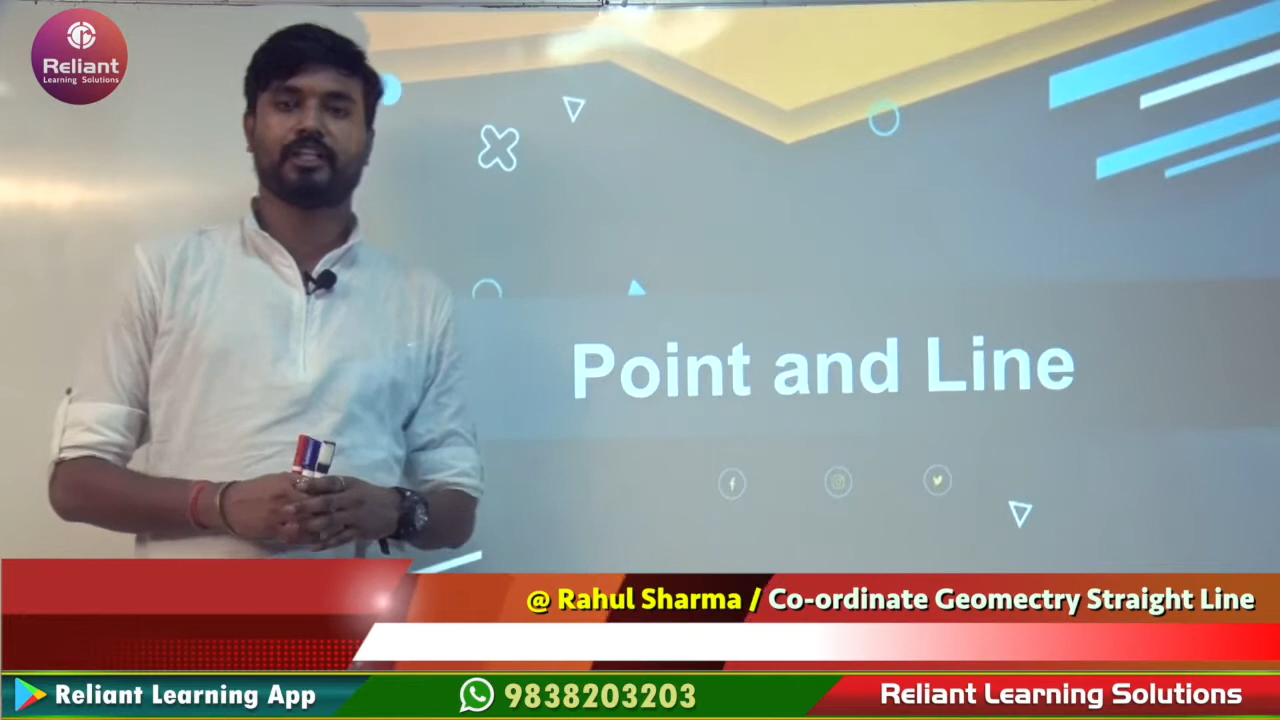 Reliant
Learning Solutions
Point and Line
@ Rahul Sharma / Co-ordinate Geomectry Straight Line
Reliant Learning App
9838203203
Reliant Learning Solutions